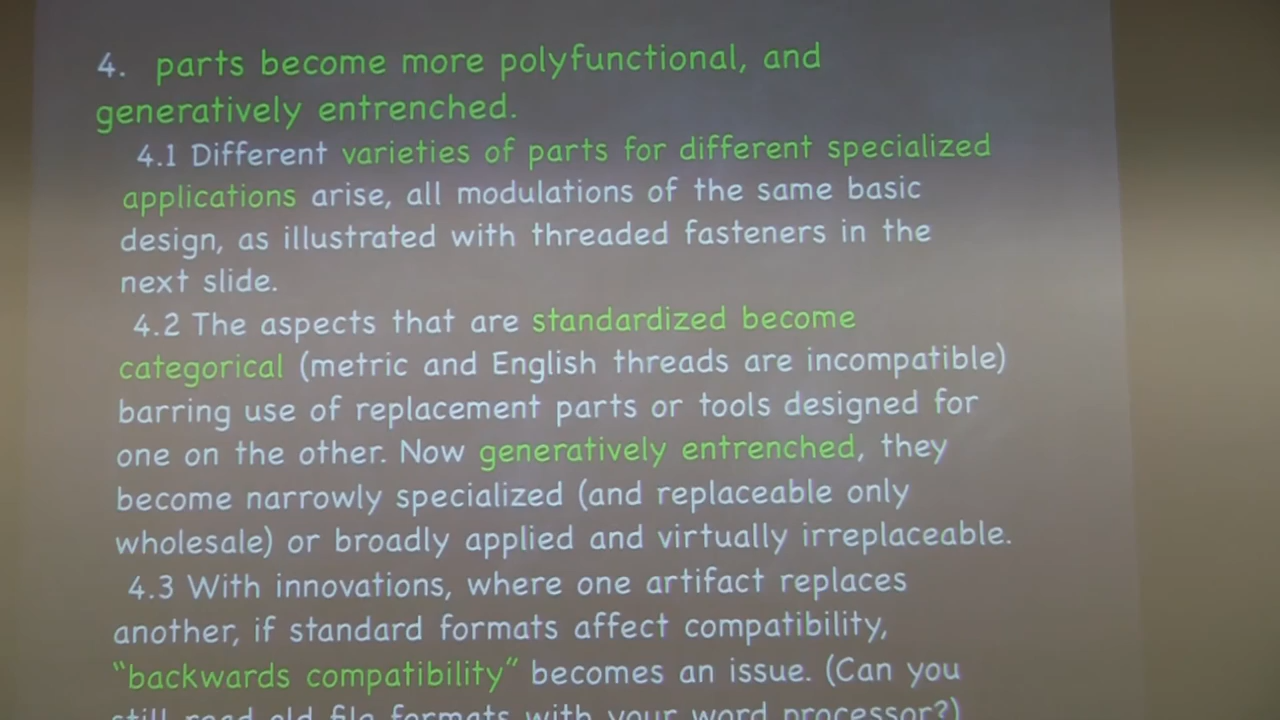 4. parts become more polyfunctional, and
generatively entrenched.
4.1 Different varieties of parts for different specialized
applications arise, all modulations of the same basic
design, as illustrated with threaded fasteners in the
next slide.
4.2 The aspects that are standardized become
categorical (metric and English threads are incompatible)
barring use of replacement parts or tools designed for
one on the other. Now generatively entrenched, they
become narrowly specialized (and replaceable only
wholesale) or broadly applied and virtually irreplaceable.
4.3 With innovations, where one artifact replaces
another, if standard formats affect compatibility,
“backwards compatibility” becomes an issue. (Can you
still read old file formats with your word processor?)